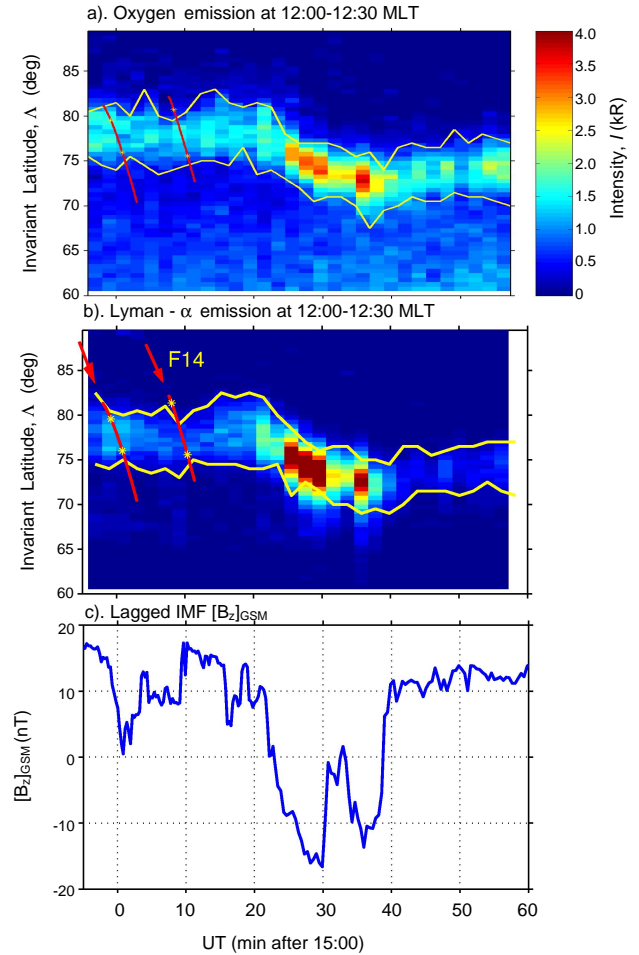 a). Oxygen emission at 12:00-12:30 MLT
85
80
75
70
65
60
Invariant Latitude, Λ (deg)
4.0
3.5
3.0
2.5
2.0
1.5
1.0
0.5
0
Intensity, I (kR)
b). Lyman - α emission at 12:00-12:30 MLT
F14
85
80
75
70
65
60
Invariant Latitude, Λ (deg)
c). Lagged IMF [Bz]GSM
20
10
0
-10
-20
[Bz]GSM (nT)
0 10 20 30 40 50 60
UT (min after 15:00)